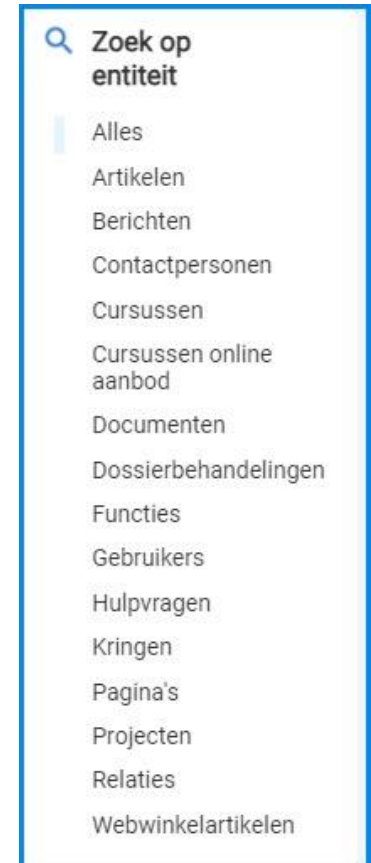 Zoek op
entiteit
Alles
Artikelen
Berichten
Contactpersonen
Cursussen
Cursussen online
aanbod
Documenten
Dossierbehandelingen
Functies
Gebruikers
Hulpvragen
Kringen
Pagina's
Projecten
Relaties
Webwinkelartikelen